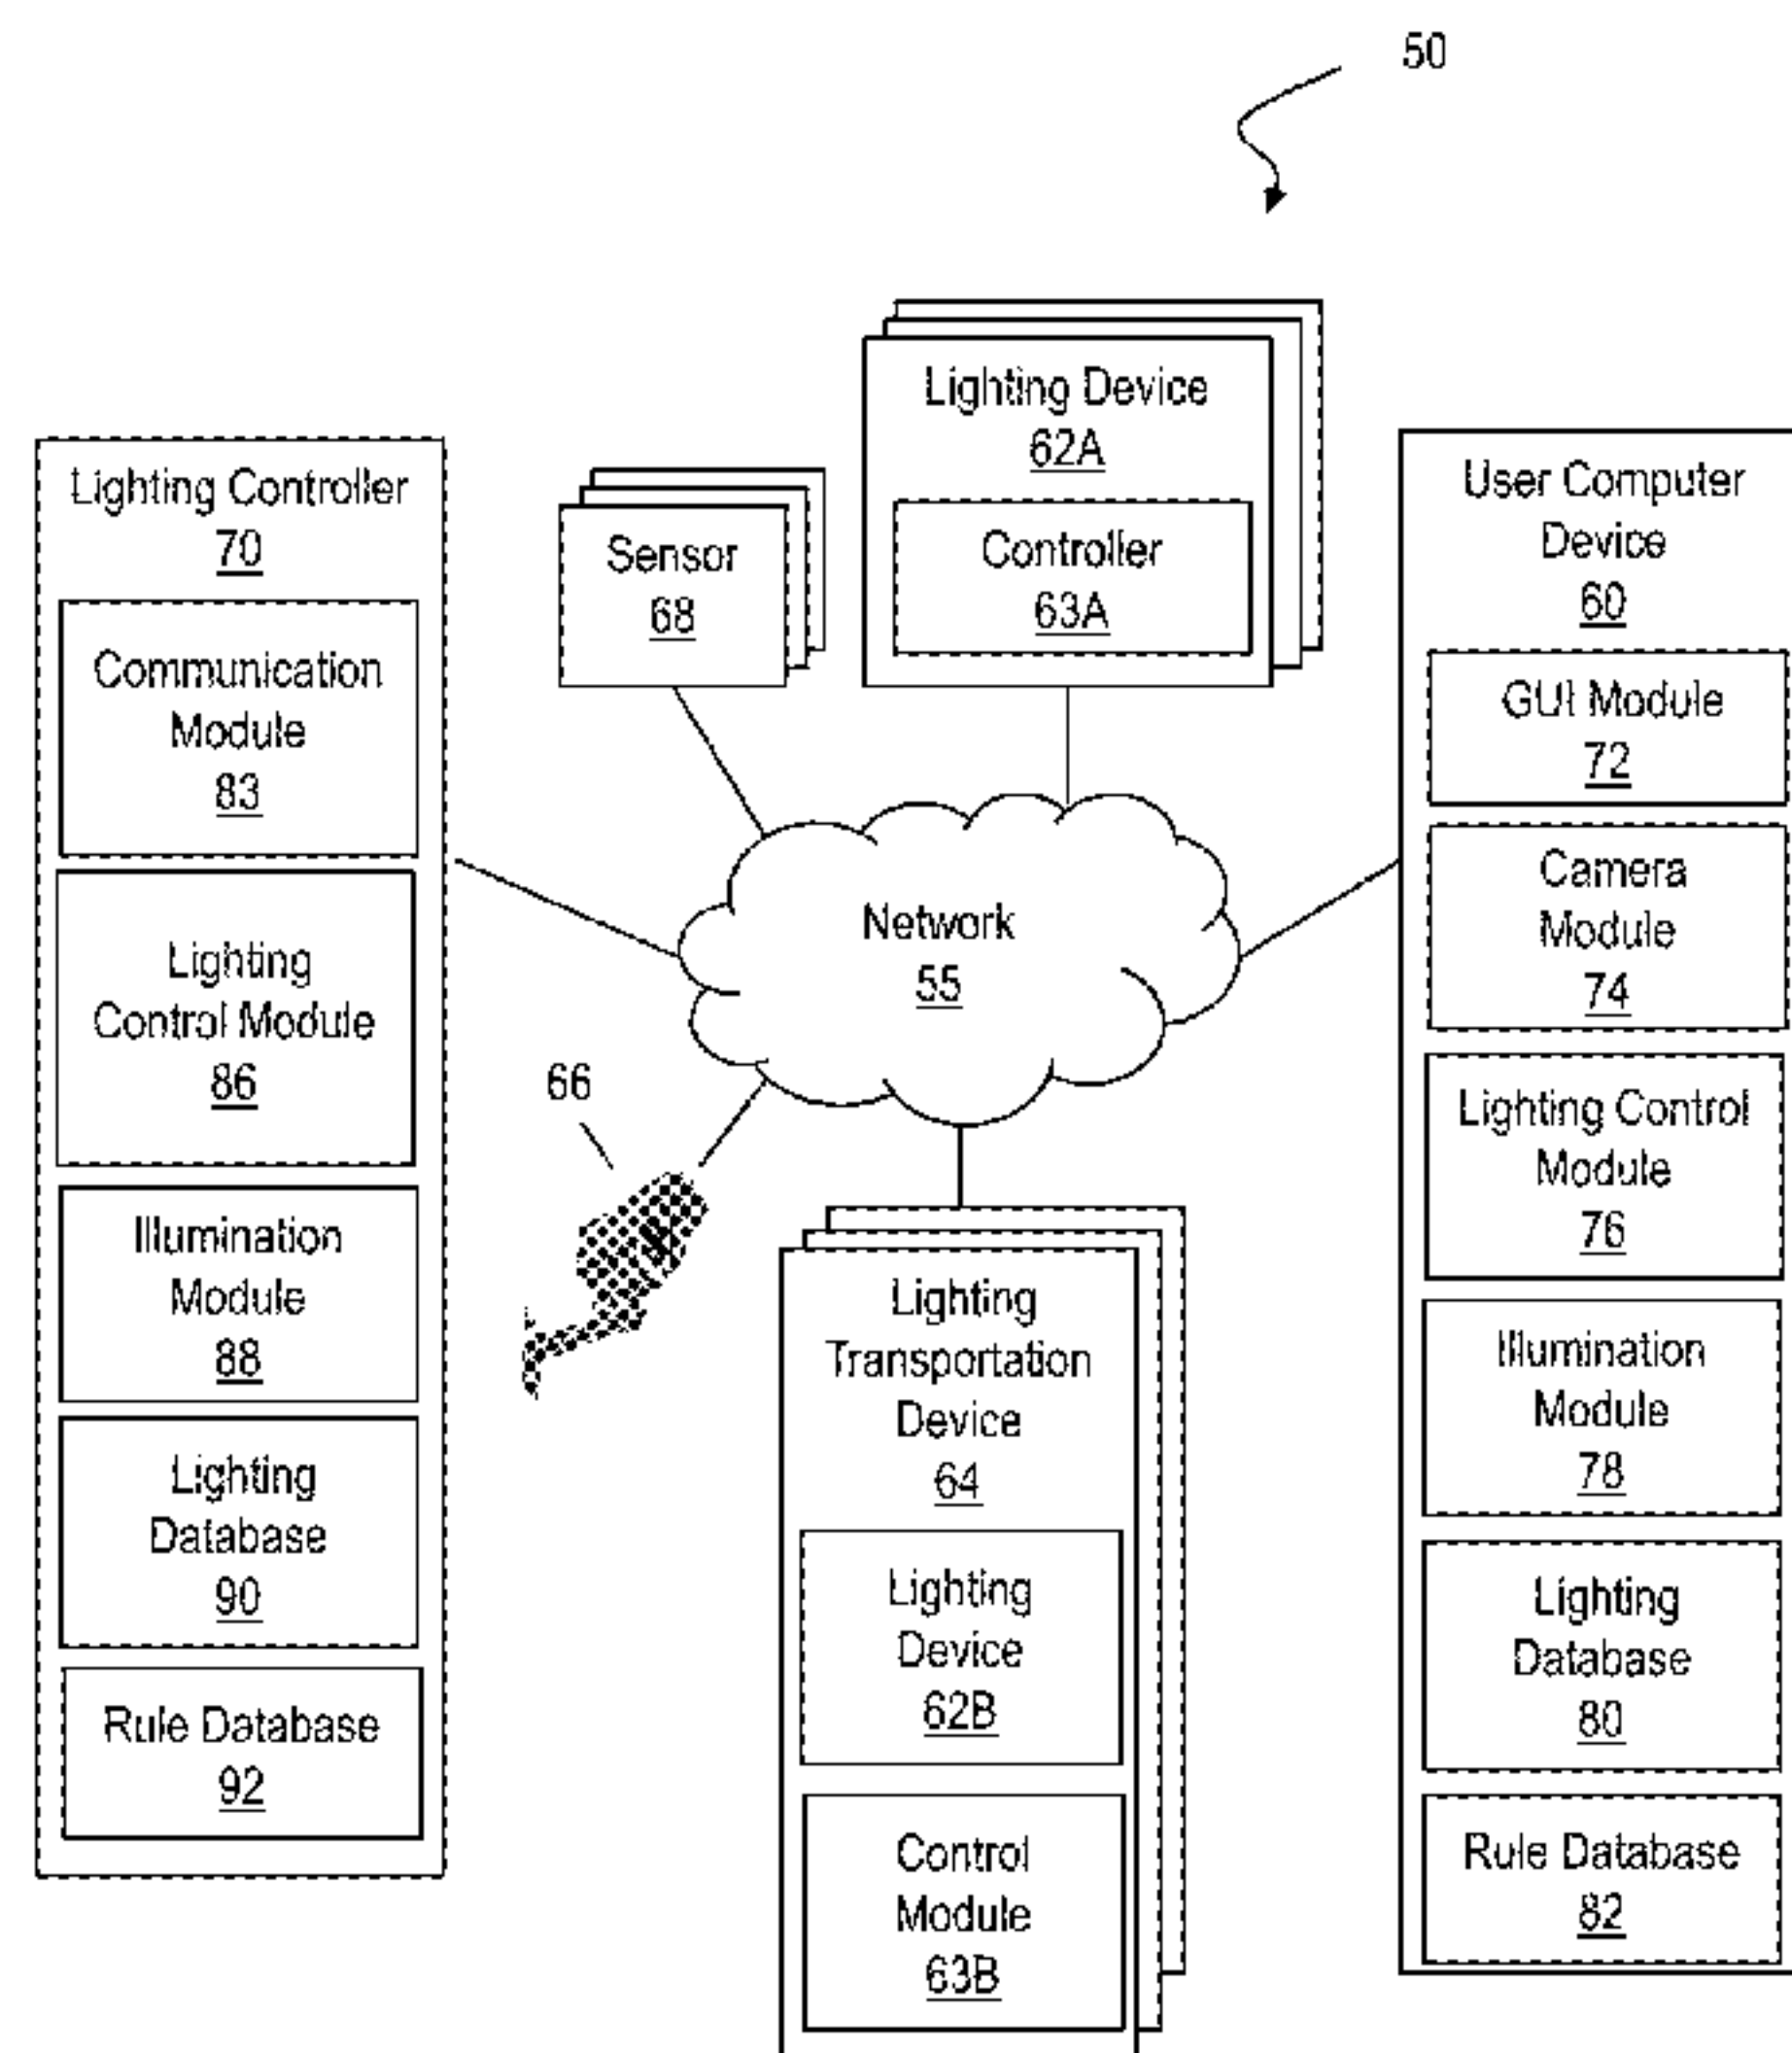 50
Lighting Controller
70
Communication
Module
83
Lighting
Control Module
86
Illumination
Module
88
Lighting
Database
90
Rule Database
92
Sensor
68
Lighting Device
62A
Controller
63A
Network
55
66
Lighting
Transportation
Device
64
Lighting
Device
62B
Control
Module
63B
User Computer
Device
60
GUI Module
72
Camera
Module
74
Lighting Control
Module
76
Illumination
Module
78
Lighting
Database
80
Rule Database
82